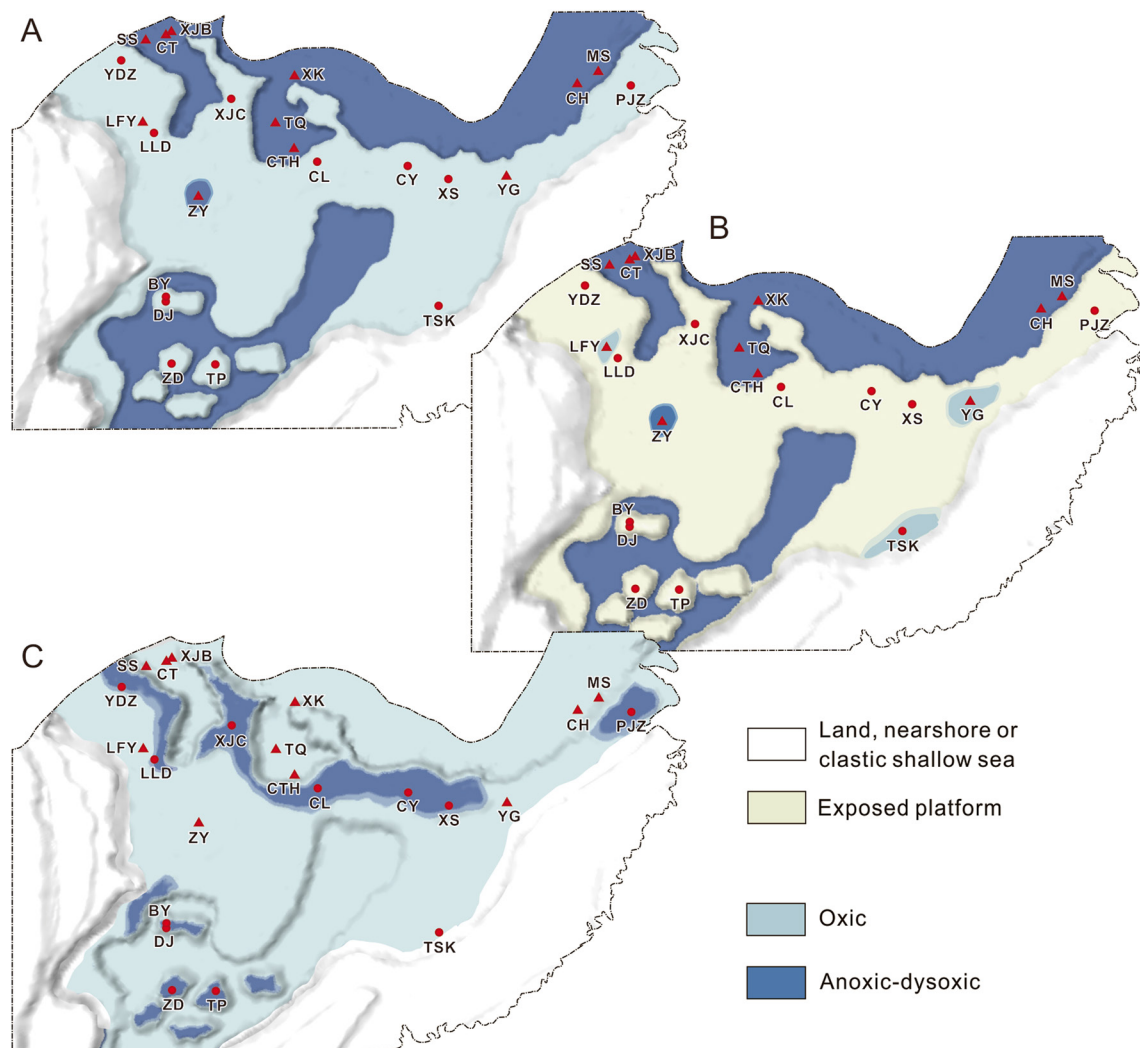 A
XJB
SS
CT
YDZ
XK
MS
CH
PJZ
XJC
LFY
LLD
TQ
CTH
CL
CY
XS
YG
ZY
BY
DJ
TSK
ZD
TP
B
XJB
SS
CT
YDZ
XK
MS
CH
PJZ
XJC
LFY
LLD
TQ
CTH
CL
CY
XS
YG
ZY
BY
DJ
TSK
ZD
TP
C
XJB
SS
CT
YDZ
XK
MS
CH
PJZ
XJC
LFY
LLD
TQ
CTH
CL
CY
XS
YG
ZY
BY
DJ
TSK
ZD
TP
Land, nearshore or
clastic shallow sea
Exposed platform
Oxic
Anoxic-dysoxic